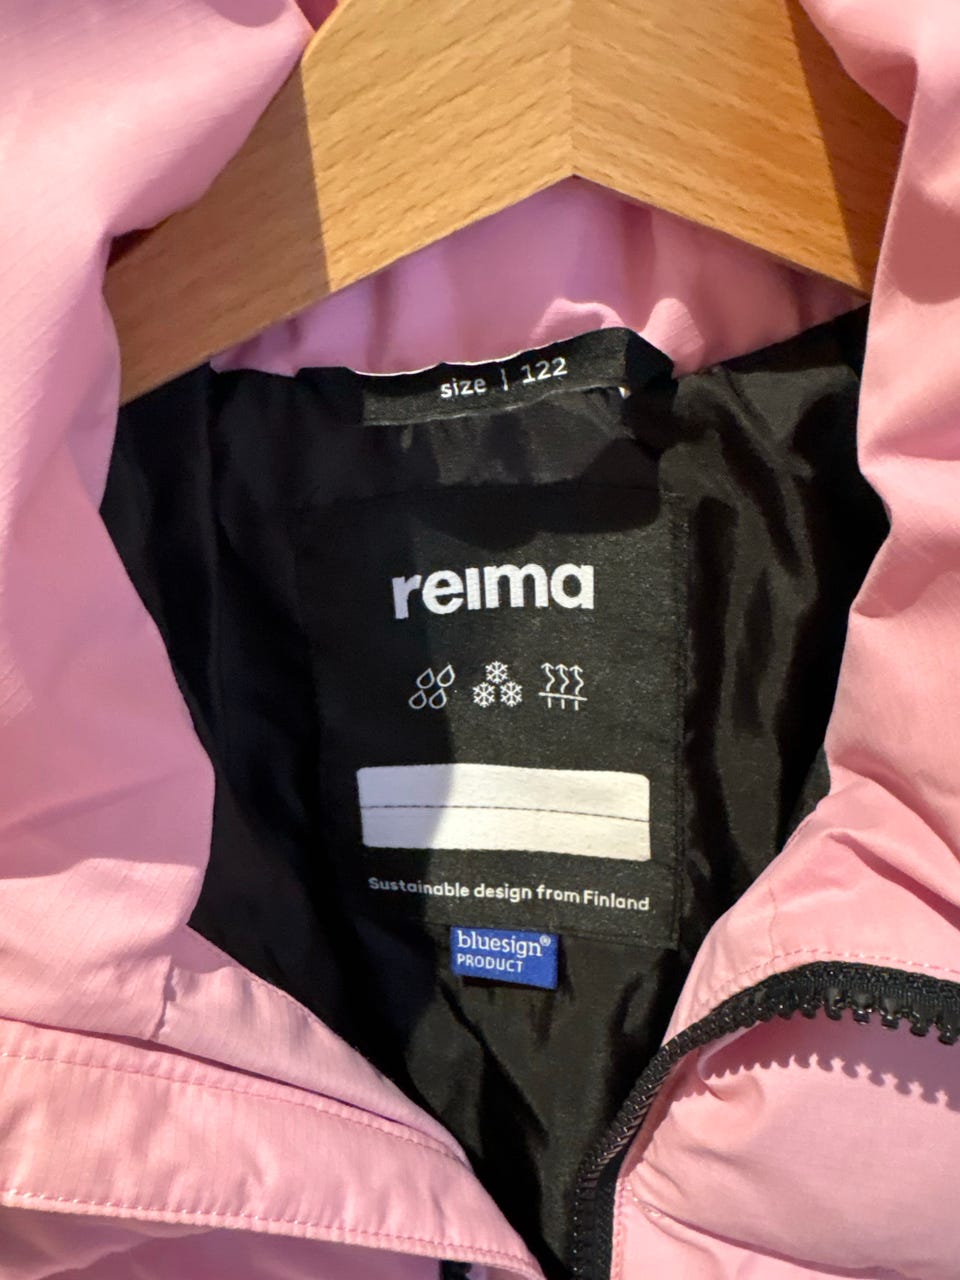 size | 122
reima
Sustainable design from Finland
bluesign®
PRODUCT